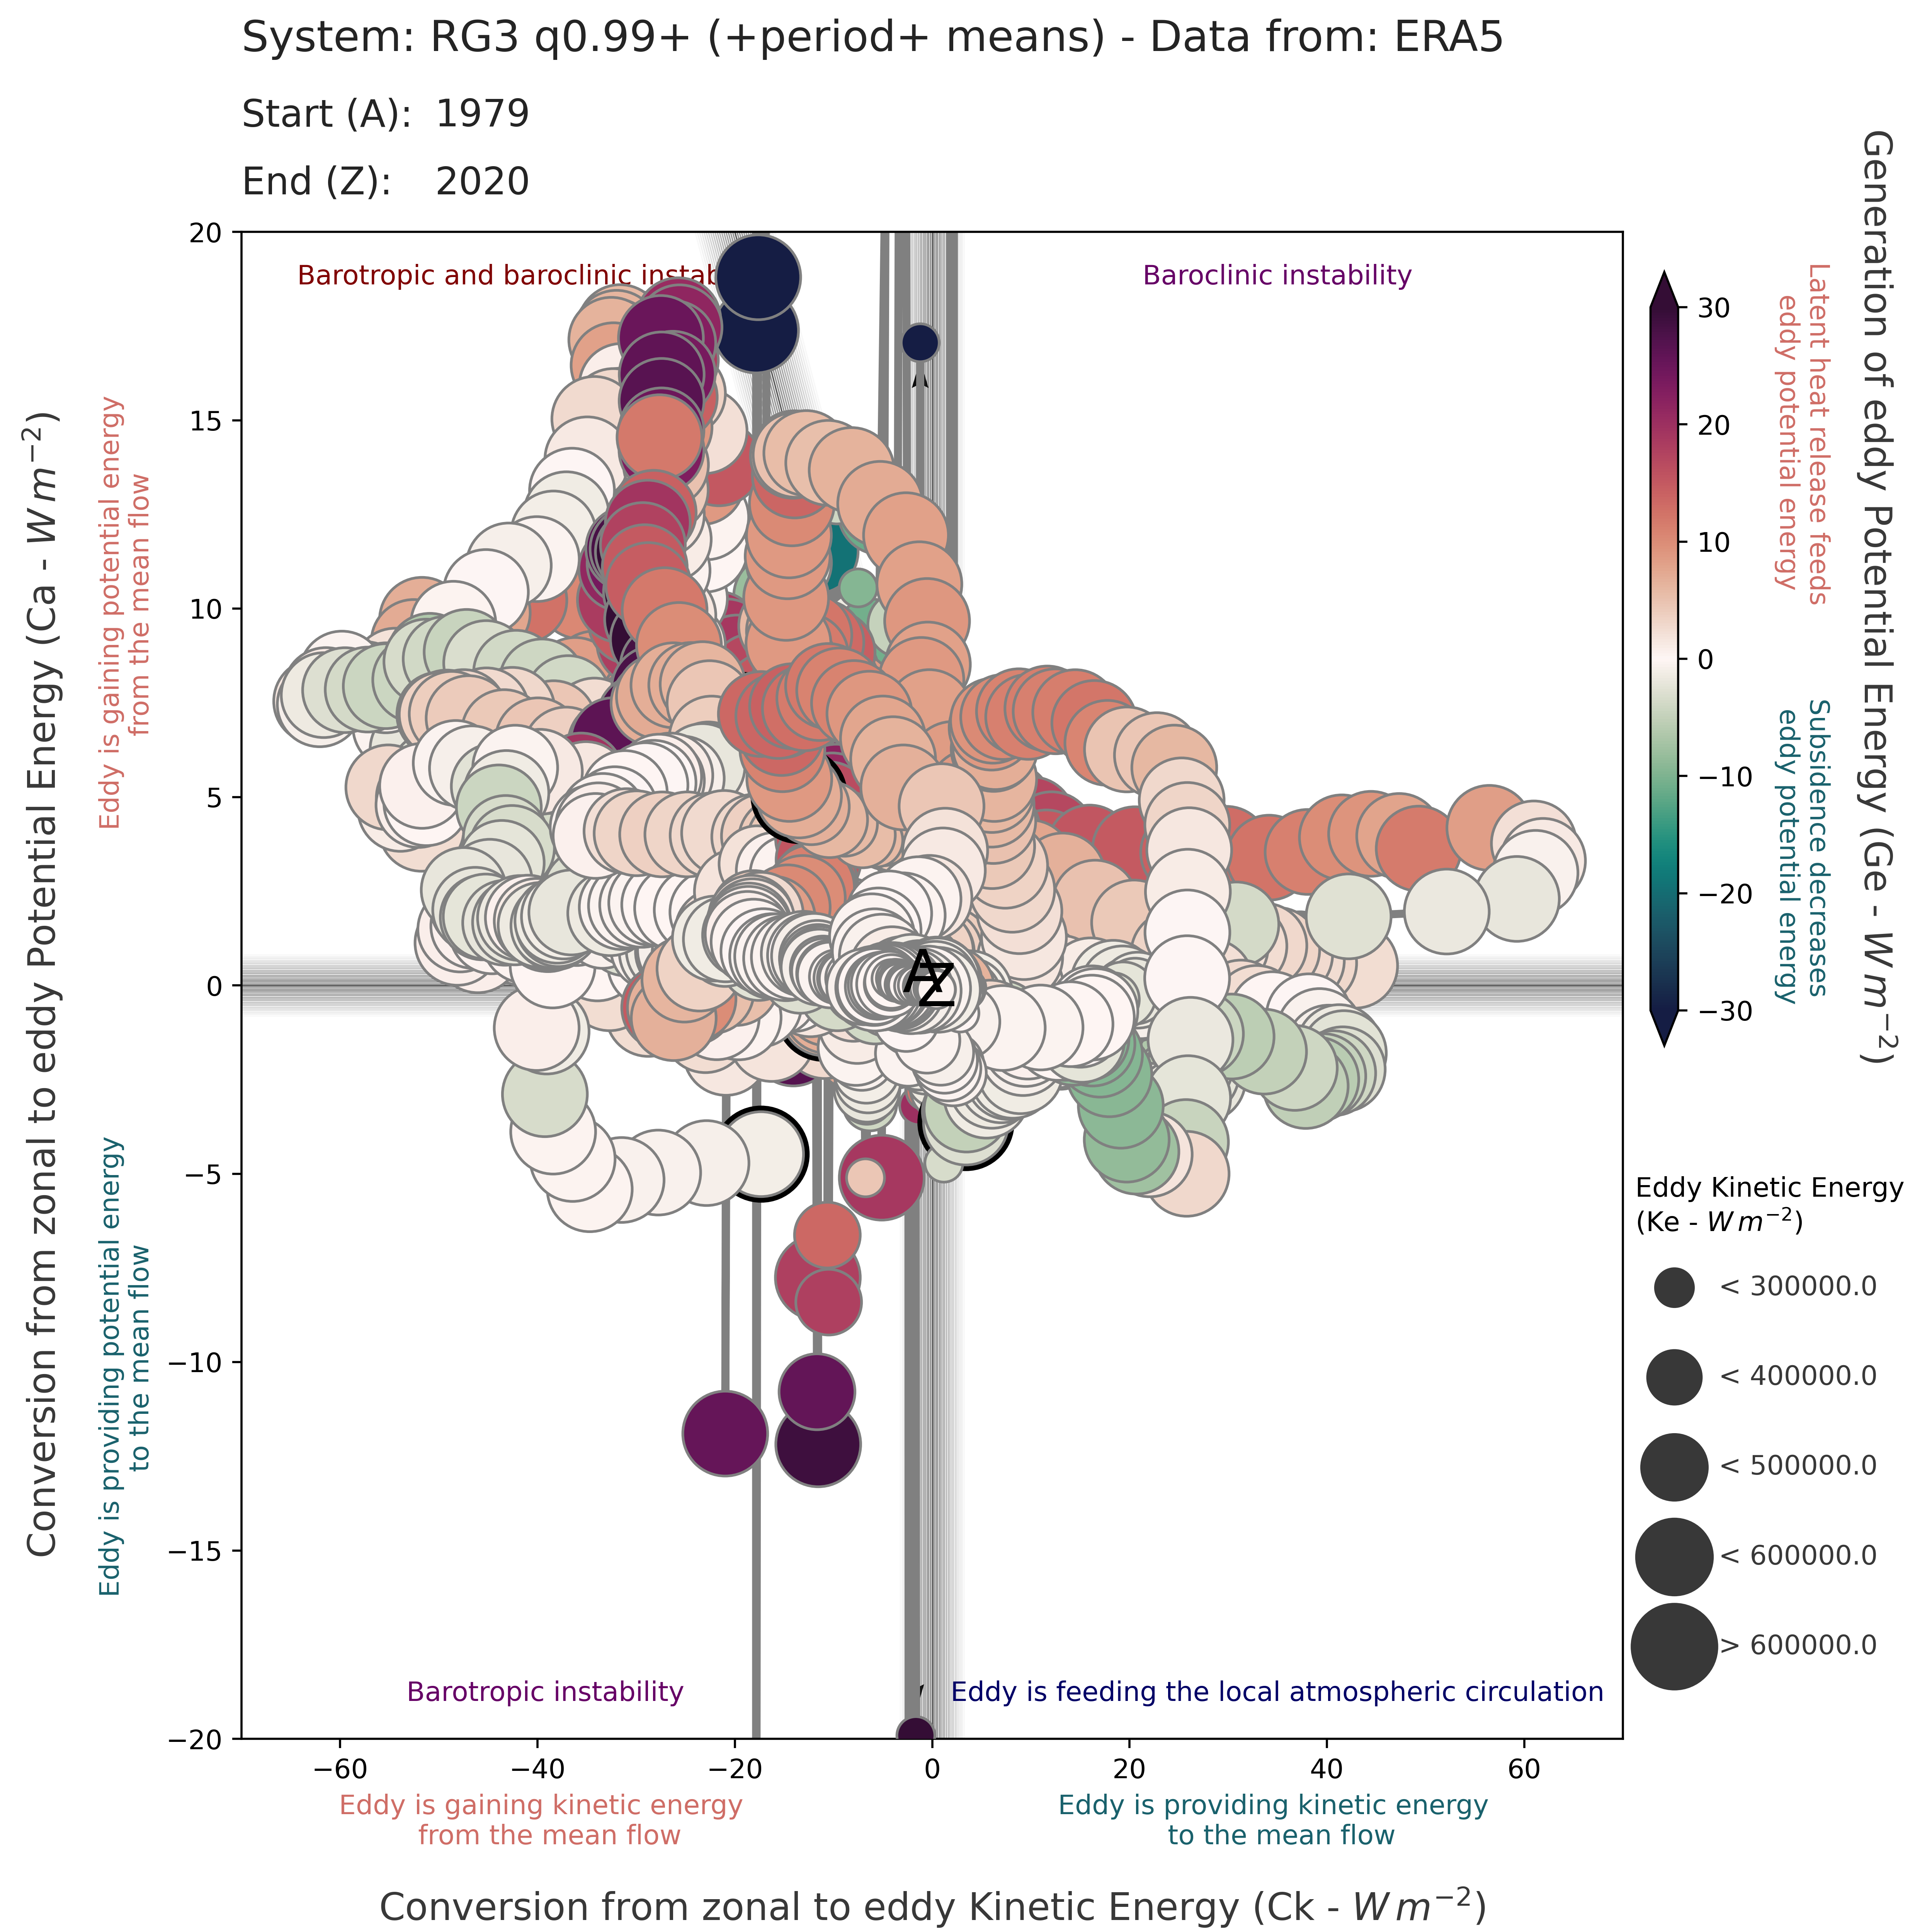 System: RG3 q0.99+ (+period+ means) - Data from: ERA5
Start (A): 1979
End (Z): 2020
Barotropic and baroclinic instab
Baroclinic instability
Barotropic instability
Eddy is feeding the local atmospheric circulation
A
Z
20
15
10
5
0
−5
−10
−15
−20
−60
−40
−20
0
20
40
60
Conversion from zonal to eddy Potential Energy (Ca - W m⁻²)
Eddy is gaining potential energy
from the mean flow
Eddy is providing potential energy
to the mean flow
Eddy is gaining kinetic energy
from the mean flow
Eddy is providing kinetic energy
to the mean flow
Conversion from zonal to eddy Kinetic Energy (Ck - W m⁻²)
30
20
10
0
−10
−20
−30
Latent heat release feeds
eddy potential energy
Subsidence decreases
eddy potential energy
Generation of eddy Potential Energy (Ge - W m⁻²)
Eddy Kinetic Energy
(Ke - W m⁻²)
< 300000.0
< 400000.0
< 500000.0
< 600000.0
> 600000.0